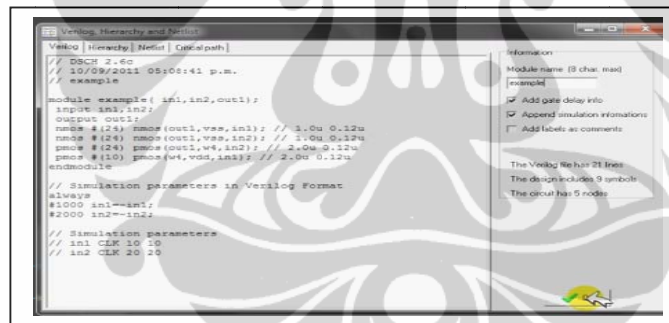 Verilog, Hierarchy and Netlist
Verilog Hierarchy Netlist Critical path
// DSCH 2.6c
// 10/09/2011 05:08:41 p.m.
// example
module example( in1,in2,out1);
input in1,in2;
output out1;
nmos #(24) nmos(out1,vss,in1); // 1.0u 0.12u
nmos #(24) nmos(out1,vss,in2); // 1.0u 0.12u
pmos #(24) pmos(out1,w4,in2); // 2.0u 0.12u
pmos #(10) pmos(w4,vdd,in1); // 2.0u 0.12u
endmodule
// Simulation parameters in Verilog Format
always
#1000 in1=~in1;
#2000 in2=~in2;
// Simulation parameters
// in1 CLK 10 10
// in2 CLK 20 20
Information
Module name (8 char. max)
example
Add gate delay info
Append simulation infomations
Add labels as comments
The Verilog file has 21 lines
The design includes 9 symbols
The circuit has 5 nodes